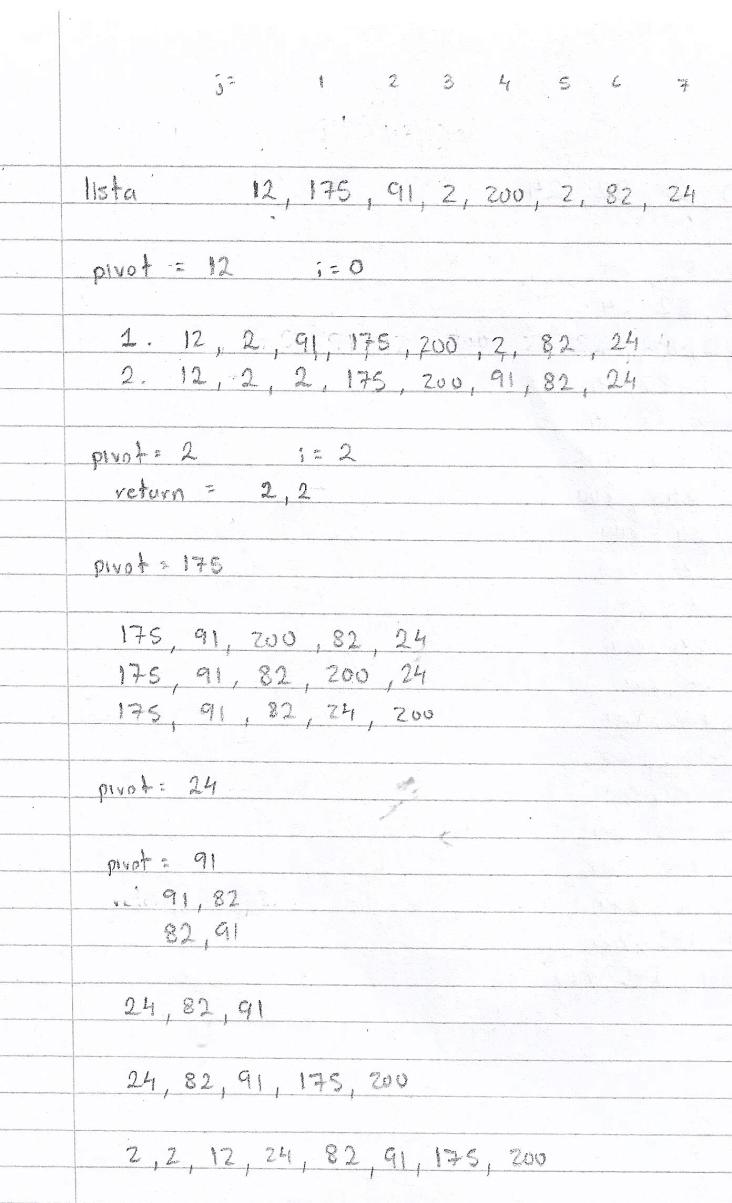 j= 1 2 3 4 5 6 7
lista 12, 175, 91, 2, 200, 2, 82, 24
pivot = 12 i=0
1. 12, 2, 91, 175, 200, 2, 82, 24
2. 12, 2, 2, 175, 200, 91, 82, 24
pivot = 2 i = 2
return = 2, 2
pivot = 175
175, 91, 200, 82, 24
175, 91, 82, 200, 24
175, 91, 82, 24, 200
pivot = 24
pivot = 91
91, 82
82, 91
24, 82, 91
24, 82, 91, 175, 200
2, 2, 12, 24, 82, 91, 175, 200